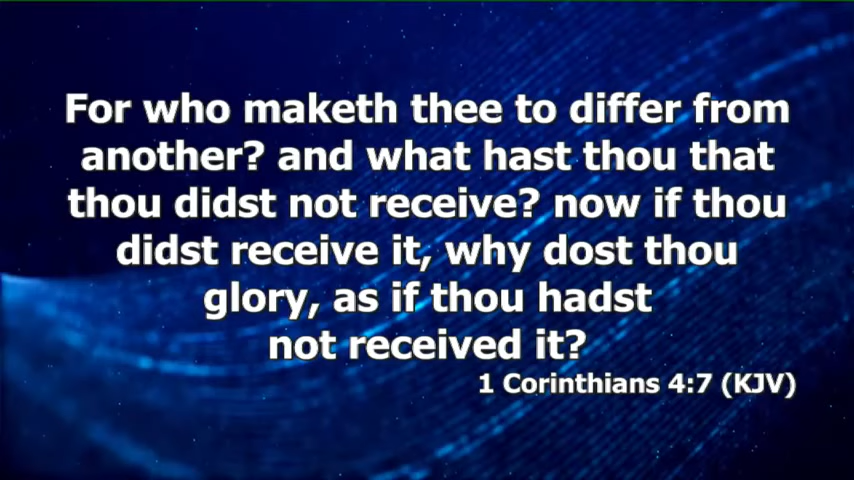 For who maketh thee to differ from
another? and what hast thou that
thou didst not receive? now if thou
didst receive it, why dost thou
glory, as if thou hadst
not received it?
1 Corinthians 4:7 (KJV)